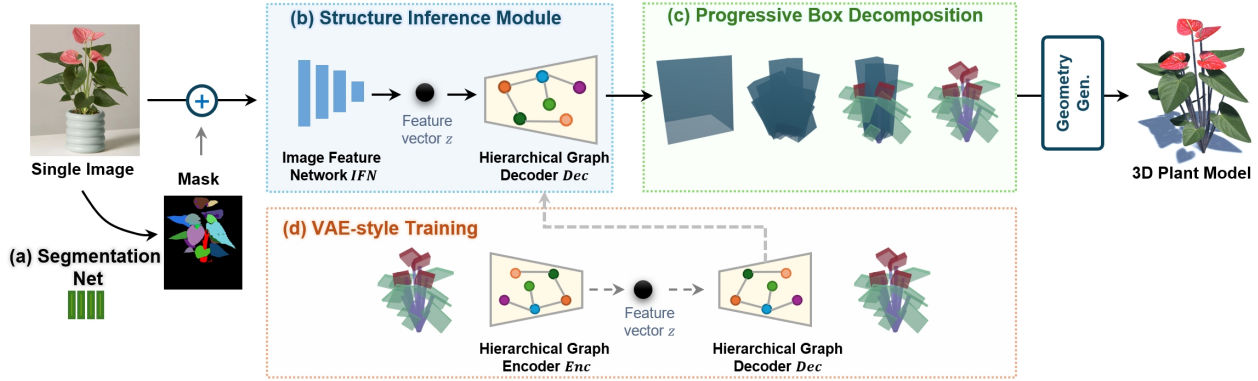 (b) Structure Inference Module
(c) Progressive Box Decomposition
Single Image
Mask
(a) Segmentation
Net
Feature
vector z
Image Feature
Network IFN
Hierarchical Graph
Decoder Dec
Geometry
Gen.
3D Plant Model
(d) VAE-style Training
Feature
vector z
Hierarchical Graph
Encoder Enc
Hierarchical Graph
Decoder Dec